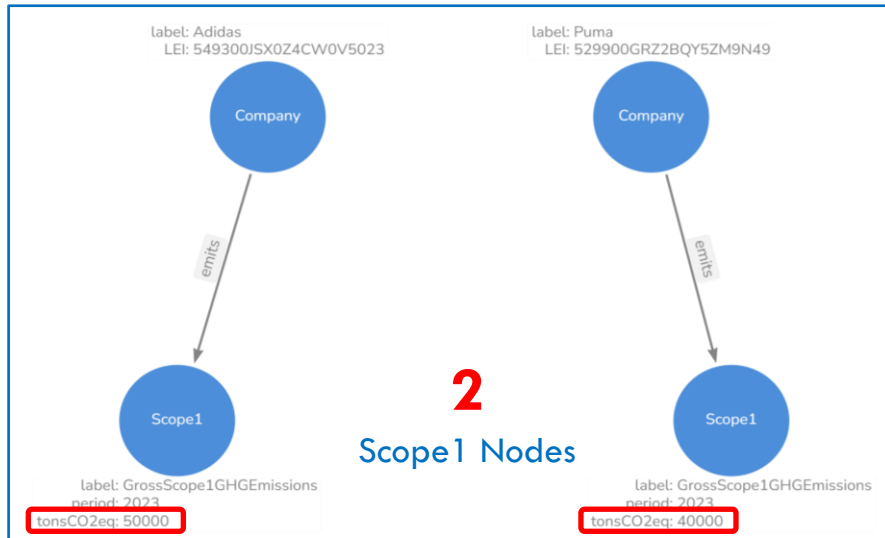 label: Adidas
LEI: 549300JSX0Z4CW0V5023
Company
emits
Scope1
label: GrossScope1GHGEmissions
period: 2023
tonsCO2eq: 50000
2
Scope1 Nodes
label: Puma
LEI: 529900GRZ2BQY5ZM9N49
Company
emits
Scope1
label: GrossScope1GHGEmissions
period: 2023
tonsCO2eq: 40000